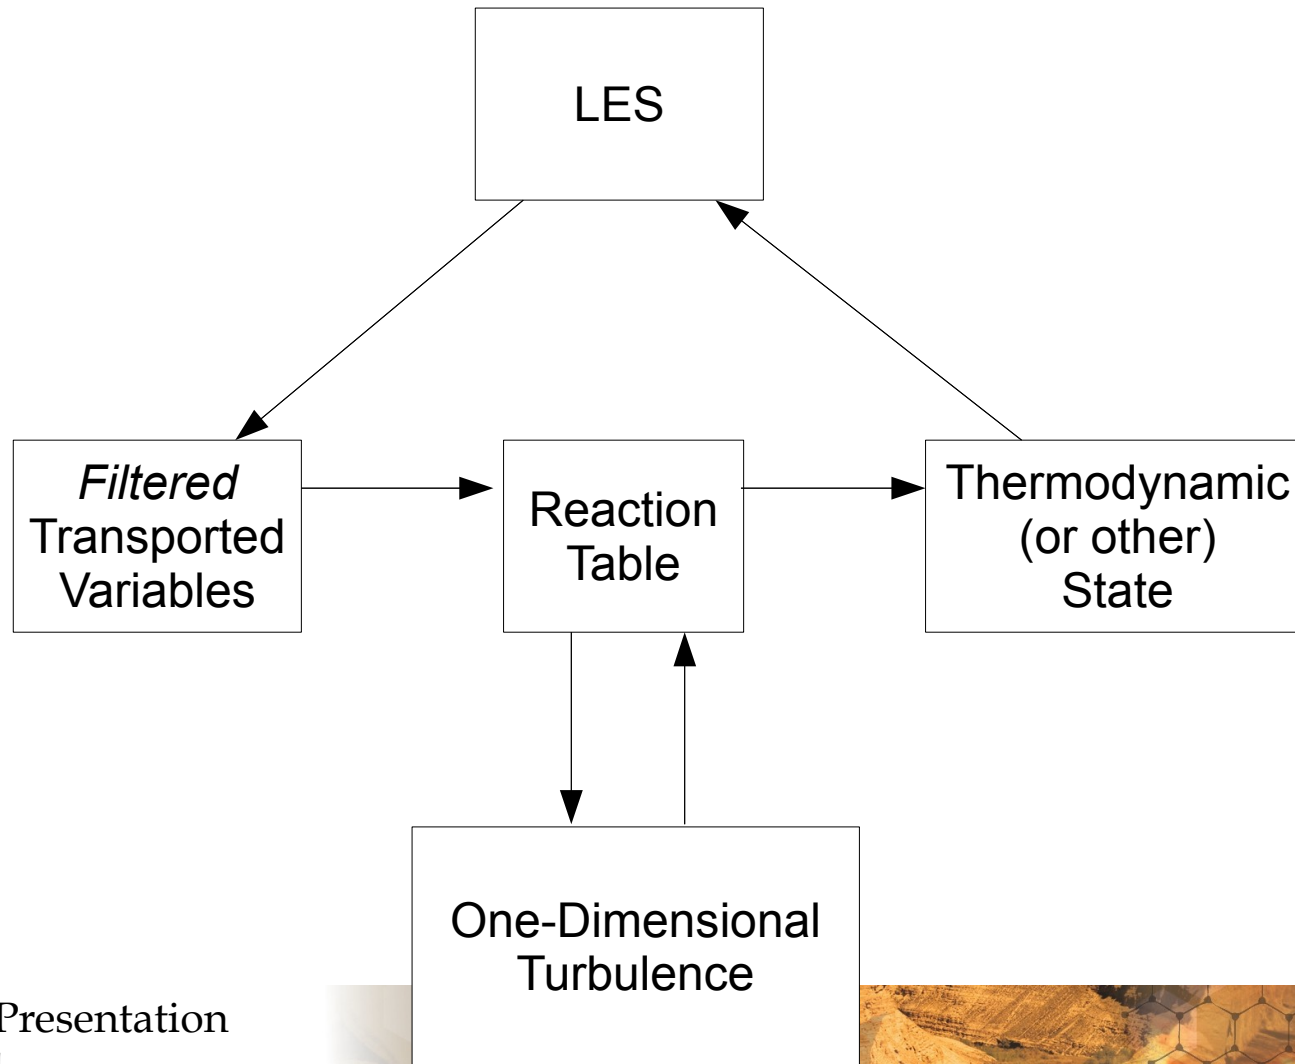 LES
Filtered
Transported
Variables
Reaction
Table
Thermodynamic
(or other)
State
One-Dimensional
Turbulence
Presentation